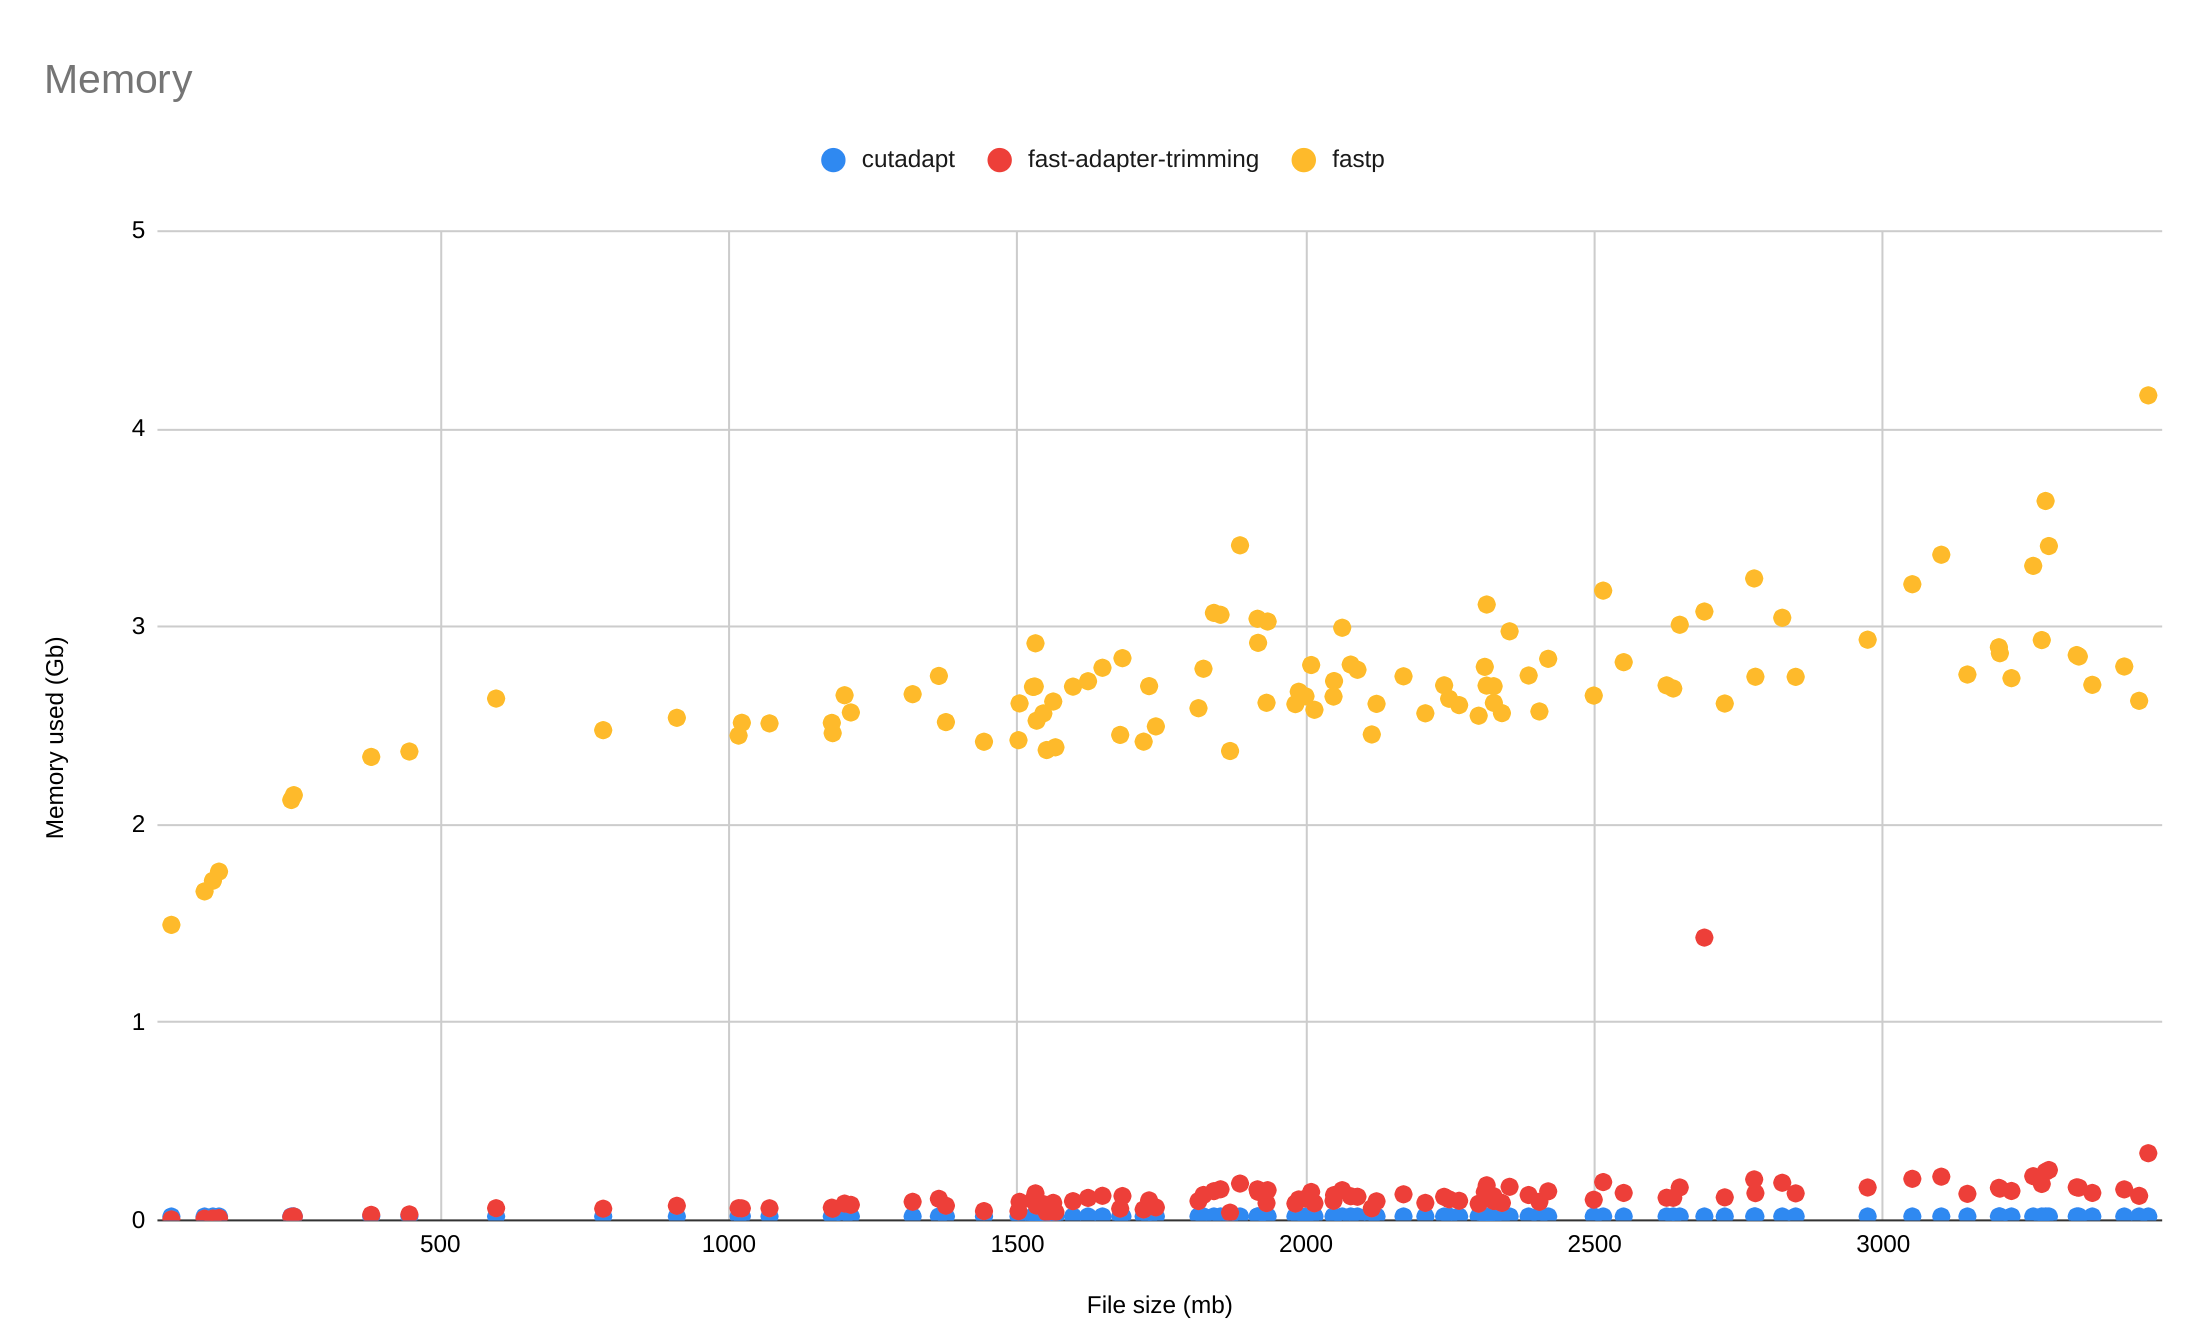 Memory
cutadapt
fast-adapter-trimming
fastp
5
4
3
2
1
0
Memory used (Gb)
500
1000
1500
2000
2500
3000
File size (mb)